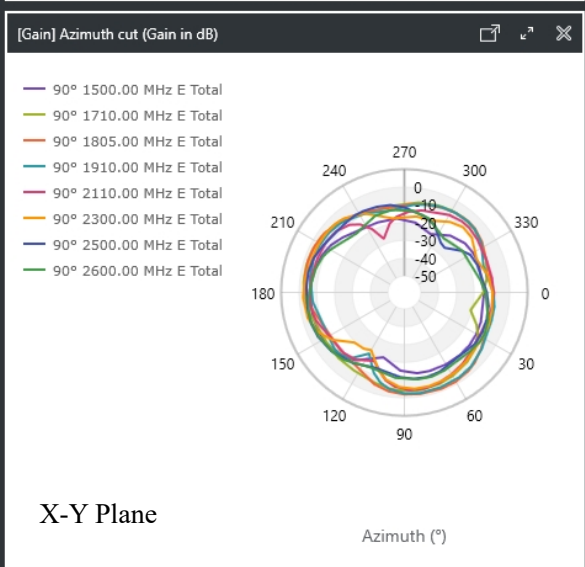 [Gain] Azimuth cut (Gain in dB)
90° 1500.00 MHz E Total
90° 1710.00 MHz E Total
90° 1805.00 MHz E Total
90° 1910.00 MHz E Total
90° 2110.00 MHz E Total
90° 2300.00 MHz E Total
90° 2500.00 MHz E Total
90° 2600.00 MHz E Total
270
240
300
210
330
180
0
150
30
120
60
90
0
-10
-20
-30
-40
-50
X-Y Plane
Azimuth (°)